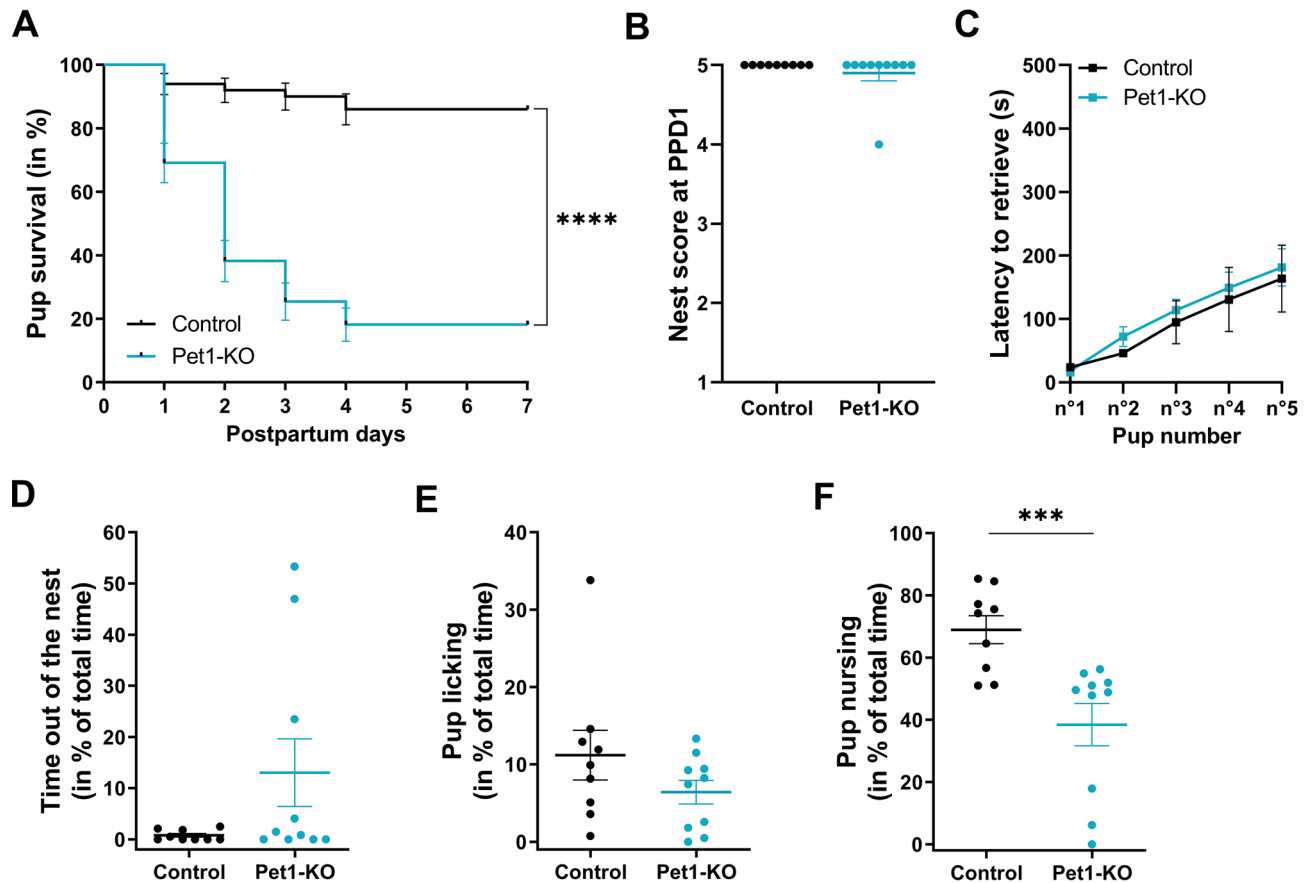 A
Pup survival (in %)
100
80
60
40
20
0
0 1 2 3 4 5 6 7
Postpartum days
Control
Pet1-KO
****
B
Nest score at PPD1
5
4
3
2
1
Control Pet1-KO
C
Latency to retrieve (s)
500
400
300
200
100
0
Control
Pet1-KO
n°1 n°2 n°3 n°4 n°5
Pup number
D
Time out of the nest
(in % of total time)
60
50
40
30
20
10
0
Control Pet1-KO
E
Pup licking
(in % of total time)
40
30
20
10
0
Control Pet1-KO
F
Pup nursing
(in % of total time)
100
80
60
40
20
0
***
Control Pet1-KO